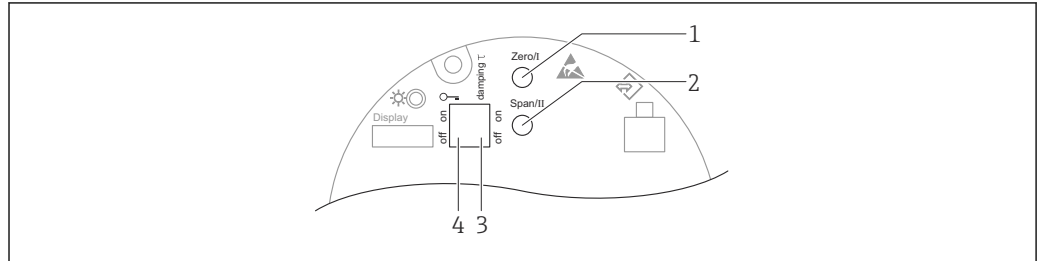 1
Zero/I
damping τ
2
Span/II
Display
on
on
off
off
4 3